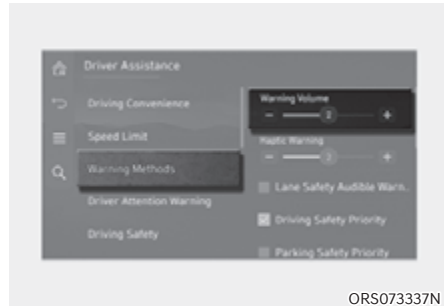 Driver Assistance
Driving Convenience
Speed Limit
Warning Methods
Driver Attention Warning
Driving Safety
Warning Volume
- 2 +
Haptic Warning
- 2 +
Lane Safety Audible Warn..
Driving Safety Priority
Parking Safety Priority
ORS073337N